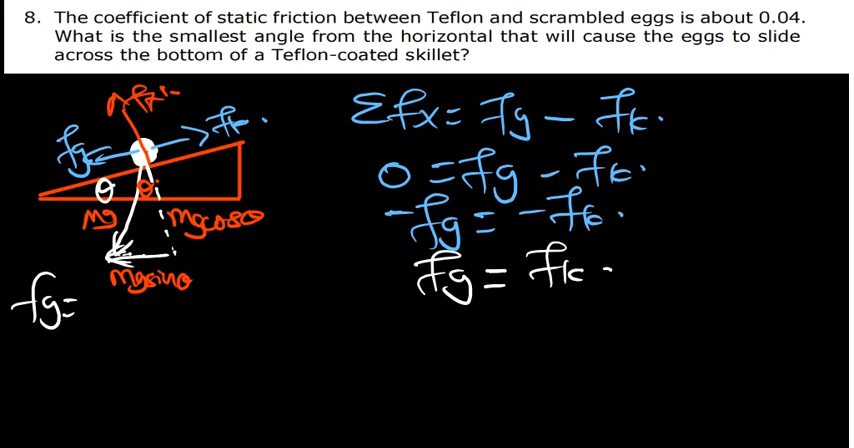 8. The coefficient of static friction between Teflon and scrambled eggs is about 0.04.
What is the smallest angle from the horizontal that will cause the eggs to slide
across the bottom of a Teflon-coated skillet?
Σfx = fg - fk.
fk.
fg
0 = fg - fk.
θ θ
-fg = -fk.
mg mgcosθ
fg = fk.
mgsinθ
fg =